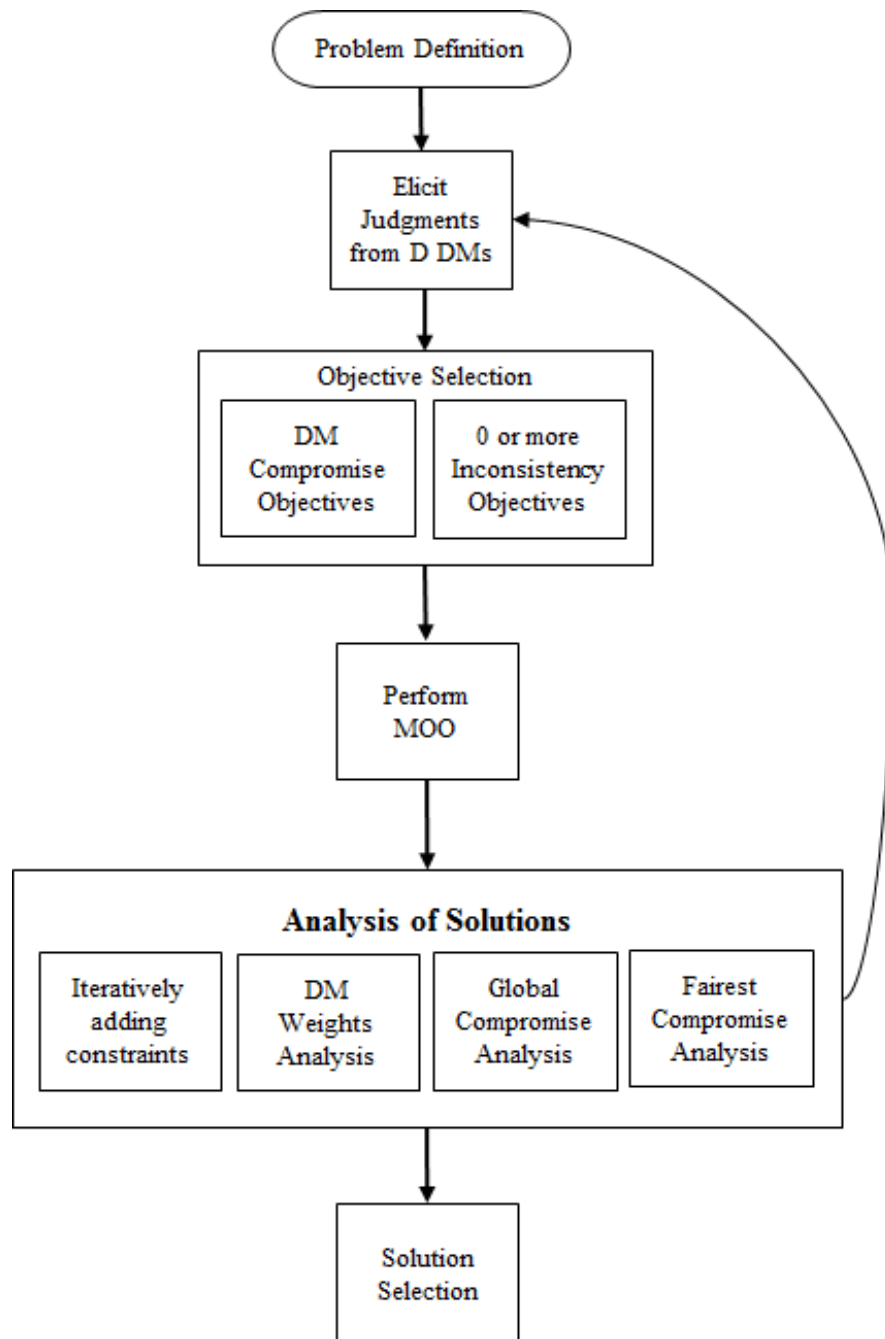 Problem Definition
Elicit
Judgments
from D DMs
Objective Selection
DM
Compromise
Objectives
0 or more
Inconsistency
Objectives
Perform
MOO
Analysis of Solutions
Iteratively
adding
constraints
DM
Weights
Analysis
Global
Compromise
Analysis
Fairest
Compromise
Analysis
Solution
Selection